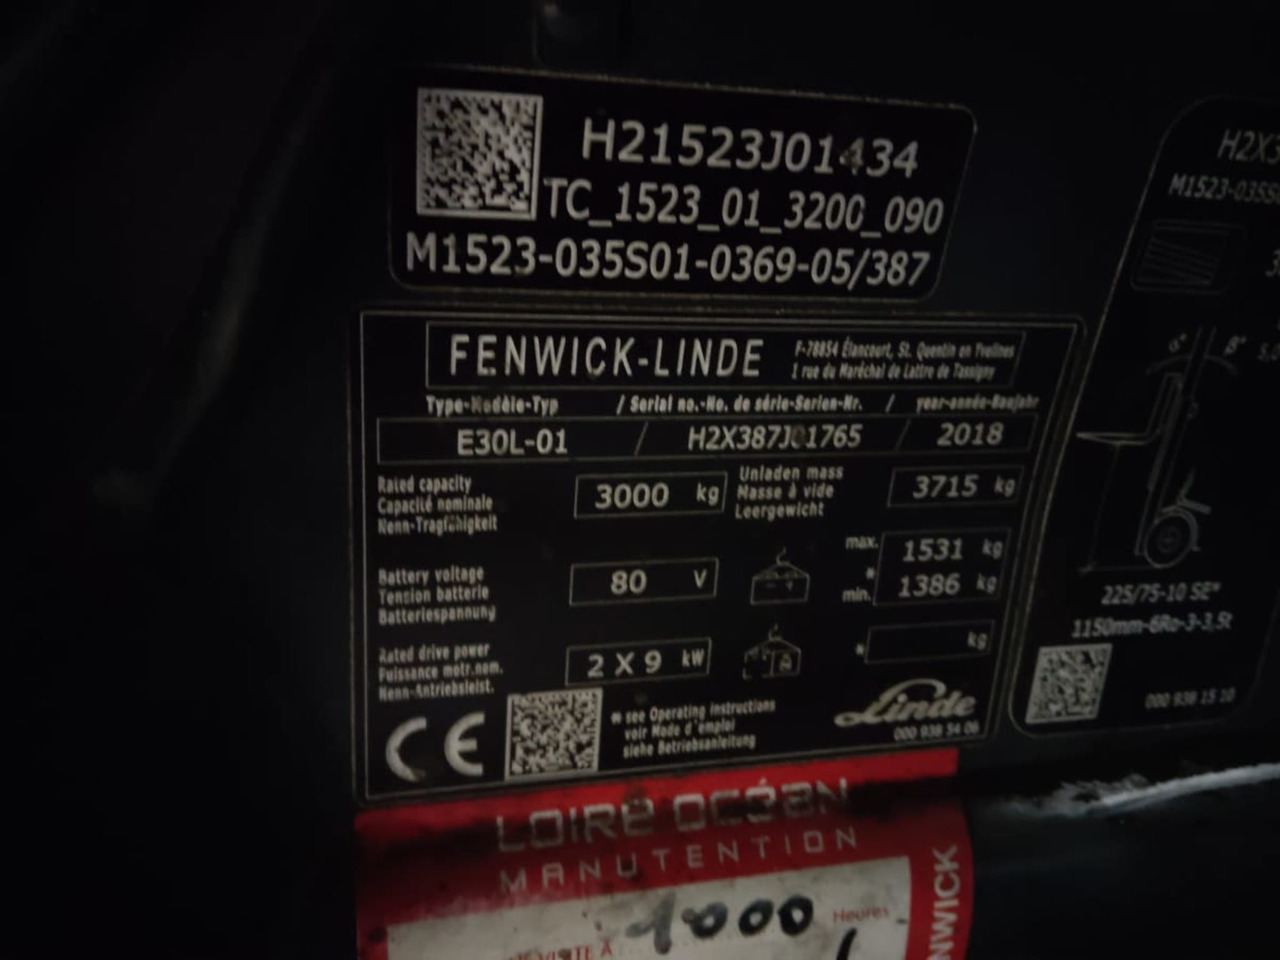 H21523J01434
TC_1523_01_3200_090
M1523-035S01-0369-05/387
FENWICK-LINDE
F-78854 Élancourt, St. Quentin en Yvelines
1 rue du Maréchal de Lattre de Tassigny
Type-Modèle-Typ / Serial no.-No. de série-Serien-Nr. / year-année-Baujahr
E30L-01 / H2X387J01765 / 2018
Rated capacity
Capacité nominale
Nenn-Tragfähigkeit
3000 kg
Unladen mass
Masse à vide
Leergewicht
3715 kg
Battery voltage
Tension batterie
Batteriespannung
80 V
max. 1531 kg
*
min. 1386 kg
Rated drive power
Puissance motr.nom.
Nenn-Antriebsleist.
2 X 9 kW
* kg
CE
* see Operating instructions
voir Mode d'emploi
siehe Betriebsanleitung
Linde
000 938 54 06
H2X3
M1523-035S
α° β° 5,0
225/75-10 SE*
1150mm-6Ro-3-3,5t
000 938 15 10
LOIRE OCÉAN
MANUTENTION
1000 Heures
À
NWICK